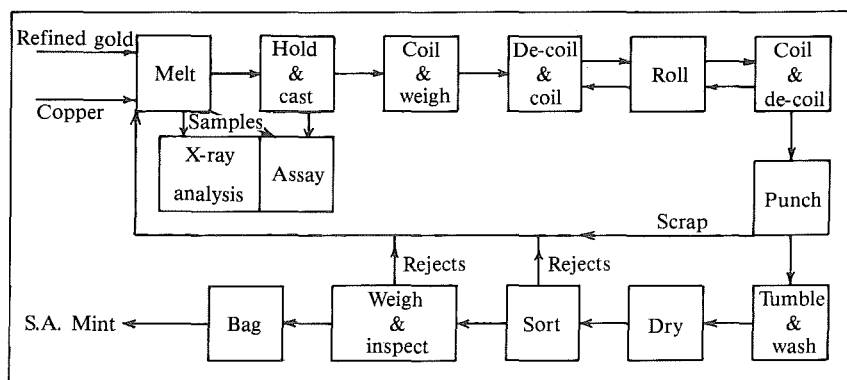 Refined gold
Copper
Melt
Hold
&
cast
Coil
&
weigh
De-coil
&
coil
Roll
Coil
&
de-coil
Samples
X-ray
analysis
Assay
Punch
Scrap
Rejects
Rejects
S.A. Mint
Bag
Weigh
&
inspect
Sort
Dry
Tumble
&
wash